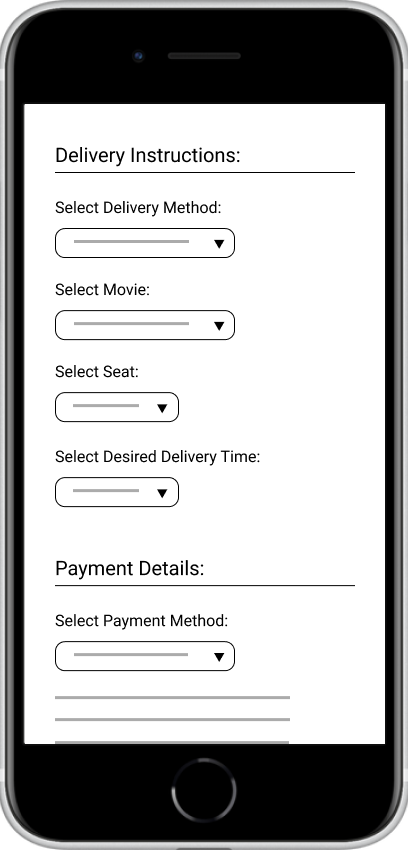 Delivery Instructions:
Select Delivery Method:
Select Movie:
Select Seat:
Select Desired Delivery Time:
Payment Details:
Select Payment Method: